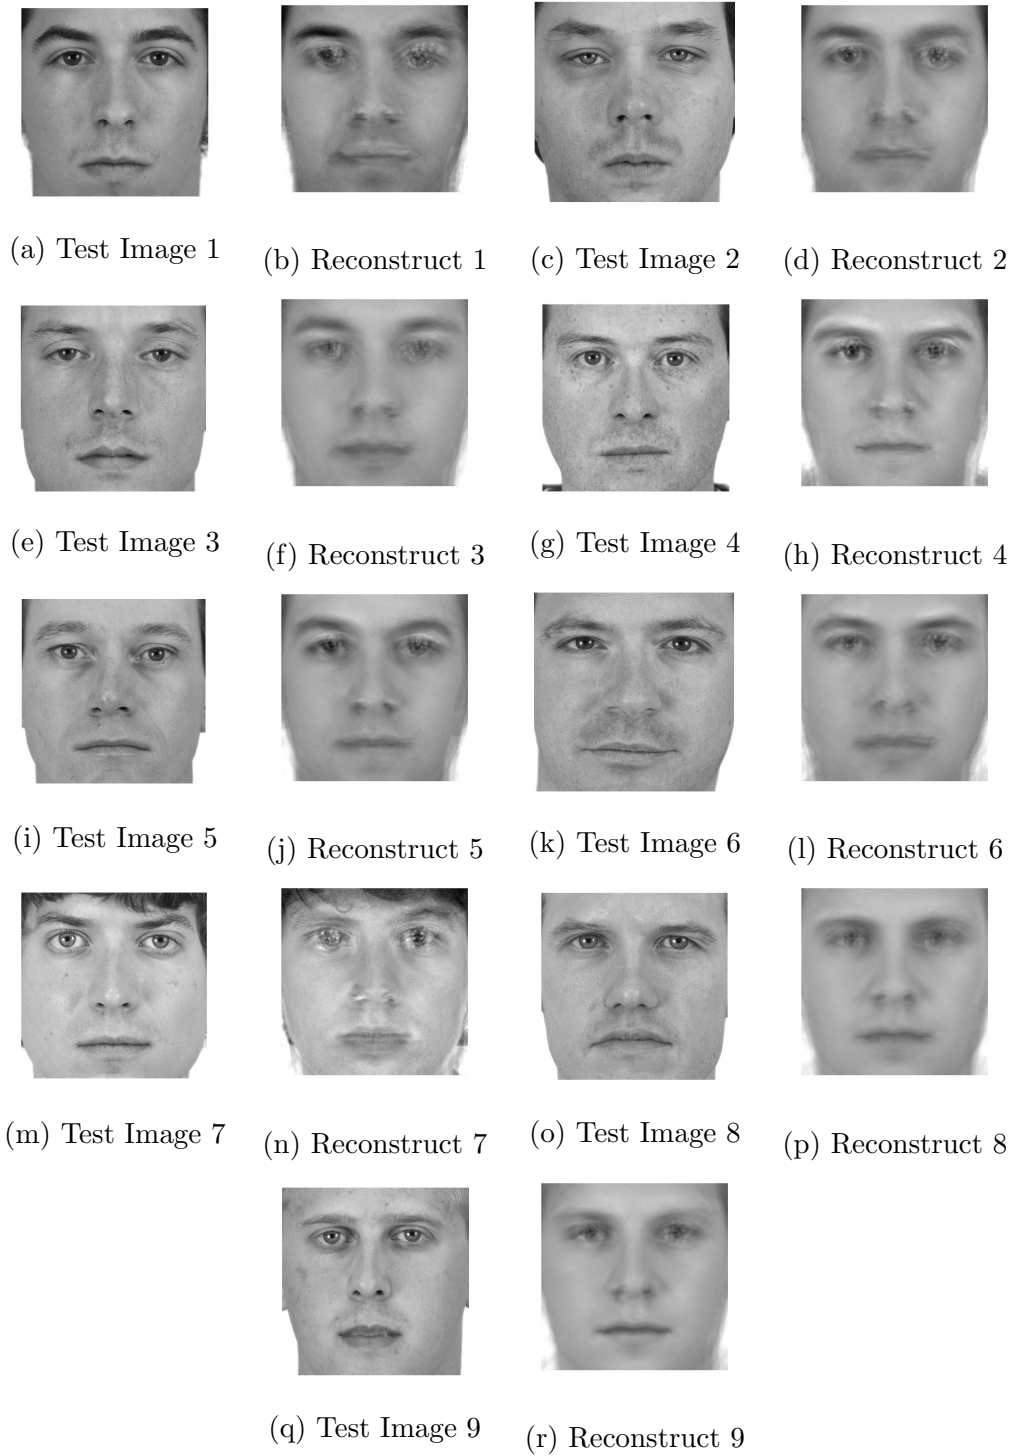 (a) Test Image 1
(b) Reconstruct 1
(c) Test Image 2
(d) Reconstruct 2
(e) Test Image 3
(f) Reconstruct 3
(g) Test Image 4
(h) Reconstruct 4
(i) Test Image 5
(j) Reconstruct 5
(k) Test Image 6
(l) Reconstruct 6
(m) Test Image 7
(n) Reconstruct 7
(o) Test Image 8
(p) Reconstruct 8
(q) Test Image 9
(r) Reconstruct 9